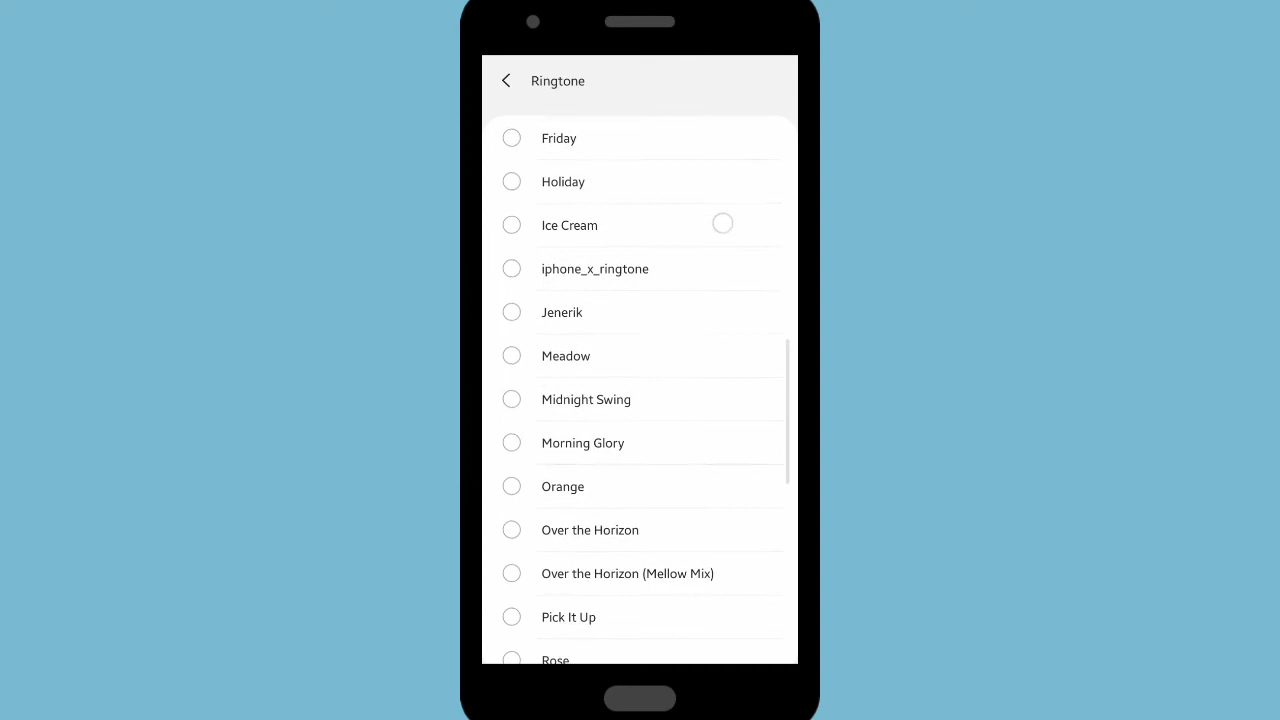 Ringtone
Friday
Holiday
Ice Cream
iphone_x_ringtone
Jenerik
Meadow
Midnight Swing
Morning Glory
Orange
Over the Horizon
Over the Horizon (Mellow Mix)
Pick It Up
Rose